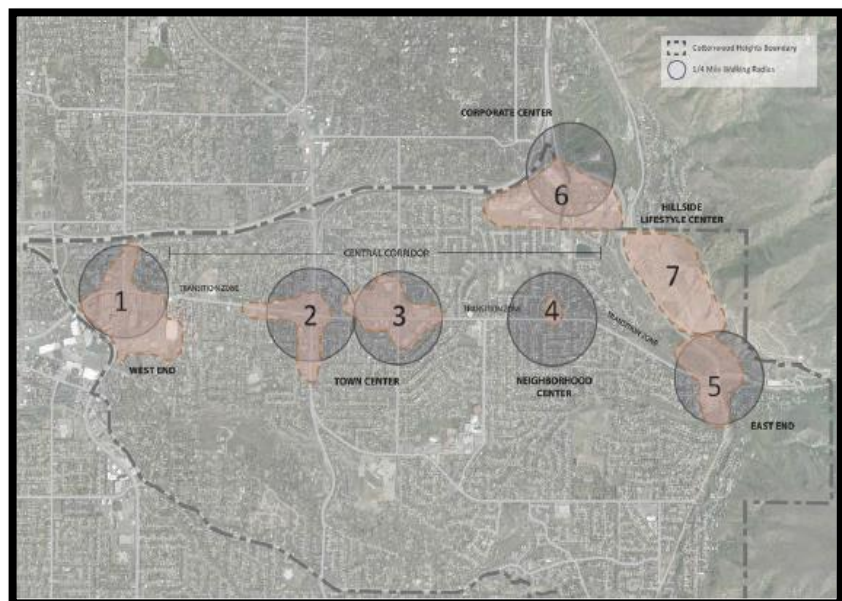 Cottonwood Heights Boundary
1/4 Mile Walking Radius
CORPORATE CENTER
6
HILLSIDE
LIFESTYLE CENTER
CENTRAL CORRIDOR
7
1
TRANSITION ZONE
2
3
TRANSITION ZONE
4
TRANSITION ZONE
WEST END
TOWN CENTER
NEIGHBORHOOD
CENTER
5
EAST END